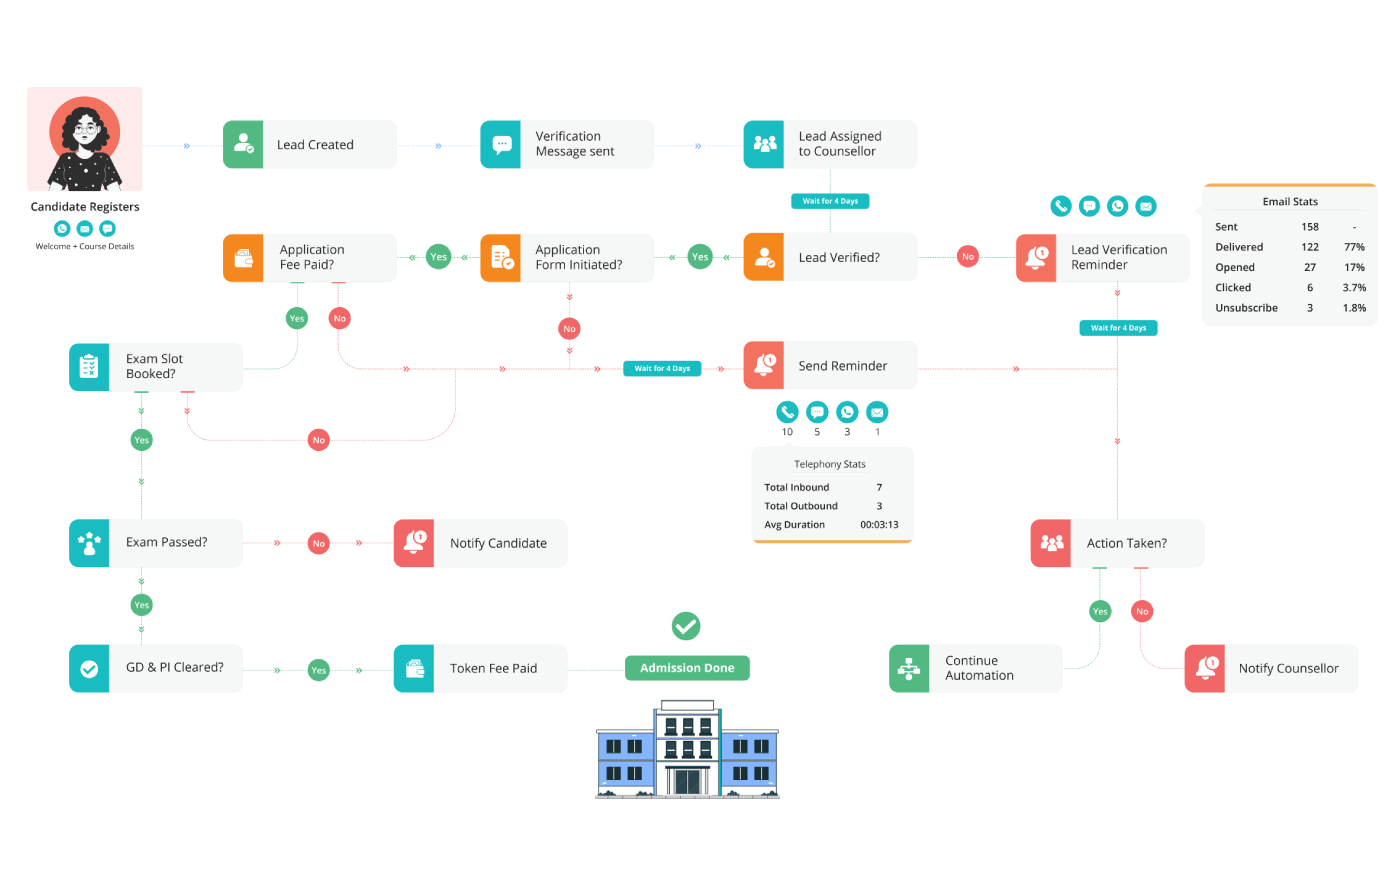 Candidate Registers
Welcome + Course Details
Lead Created
Verification
Message sent
Lead Assigned
to Counsellor
Wait for 4 Days
Application
Fee Paid?
Yes
Application
Form Initiated?
Yes
Lead Verified?
No
1
Lead Verification
Reminder
Email Stats
Sent 158 -
Delivered 122 77%
Opened 27 17%
Clicked 6 3.7%
Unsubscribe 3 1.8%
Yes
No
No
Wait for 4 Days
Exam Slot
Booked?
Wait for 4 Days
1
Send Reminder
10 5 3 1
Yes
No
Telephony Stats
Total Inbound 7
Total Outbound 3
Avg Duration 00:03:13
Exam Passed?
No
1
Notify Candidate
Action Taken?
Yes
Yes
No
GD & PI Cleared?
Yes
Token Fee Paid
Admission Done
Continue
Automation
1
Notify Counsellor